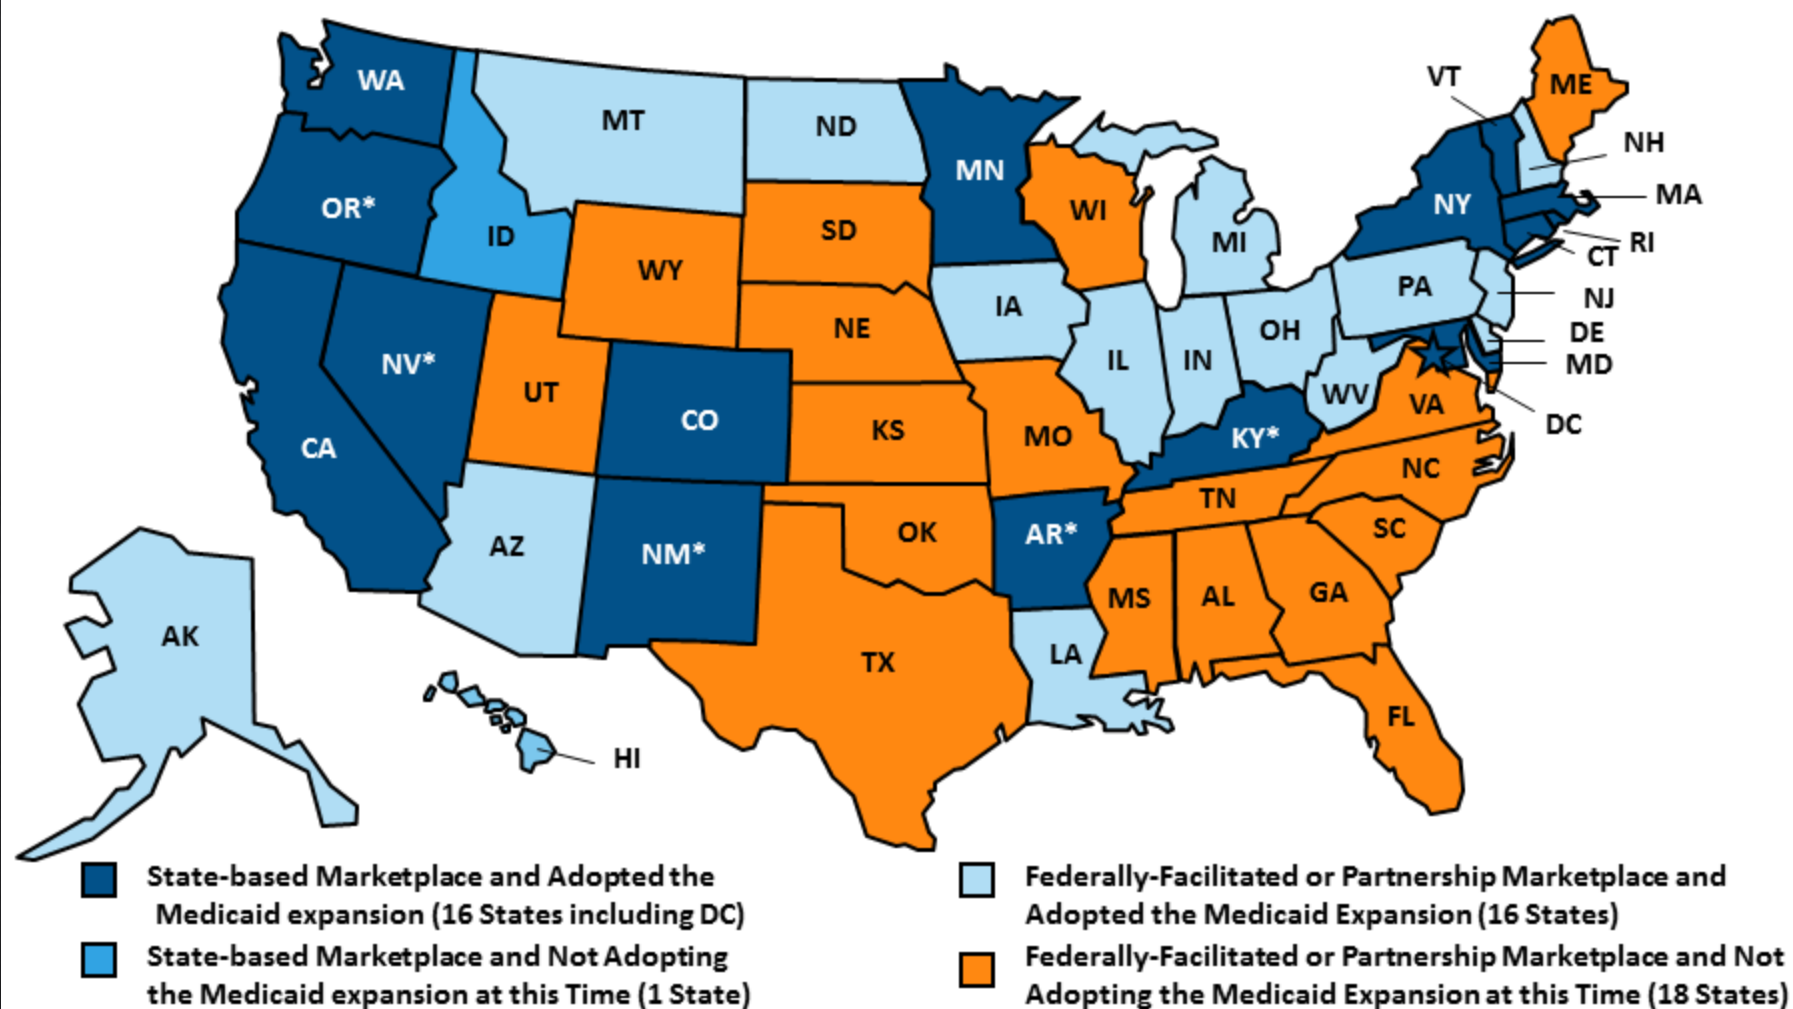 WA
MT
ND
MN
VT
ME
NH
MA
OR*
ID
WY
SD
WI
MI
NY
RI
CT
NV*
UT
NE
IA
IL
IN
OH
PA
NJ
DE
MD
CA
CO
KS
MO
KY*
WV
VA
DC
AZ
NM*
OK
AR*
TN
NC
SC
AK
HI
TX
LA
MS
AL
GA
FL
State-based Marketplace and Adopted the
Medicaid expansion (16 States including DC)
State-based Marketplace and Not Adopting
the Medicaid expansion at this Time (1 State)
Federally-Facilitated or Partnership Marketplace and
Adopted the Medicaid Expansion (16 States)
Federally-Facilitated or Partnership Marketplace and Not
Adopting the Medicaid Expansion at this Time (18 States)